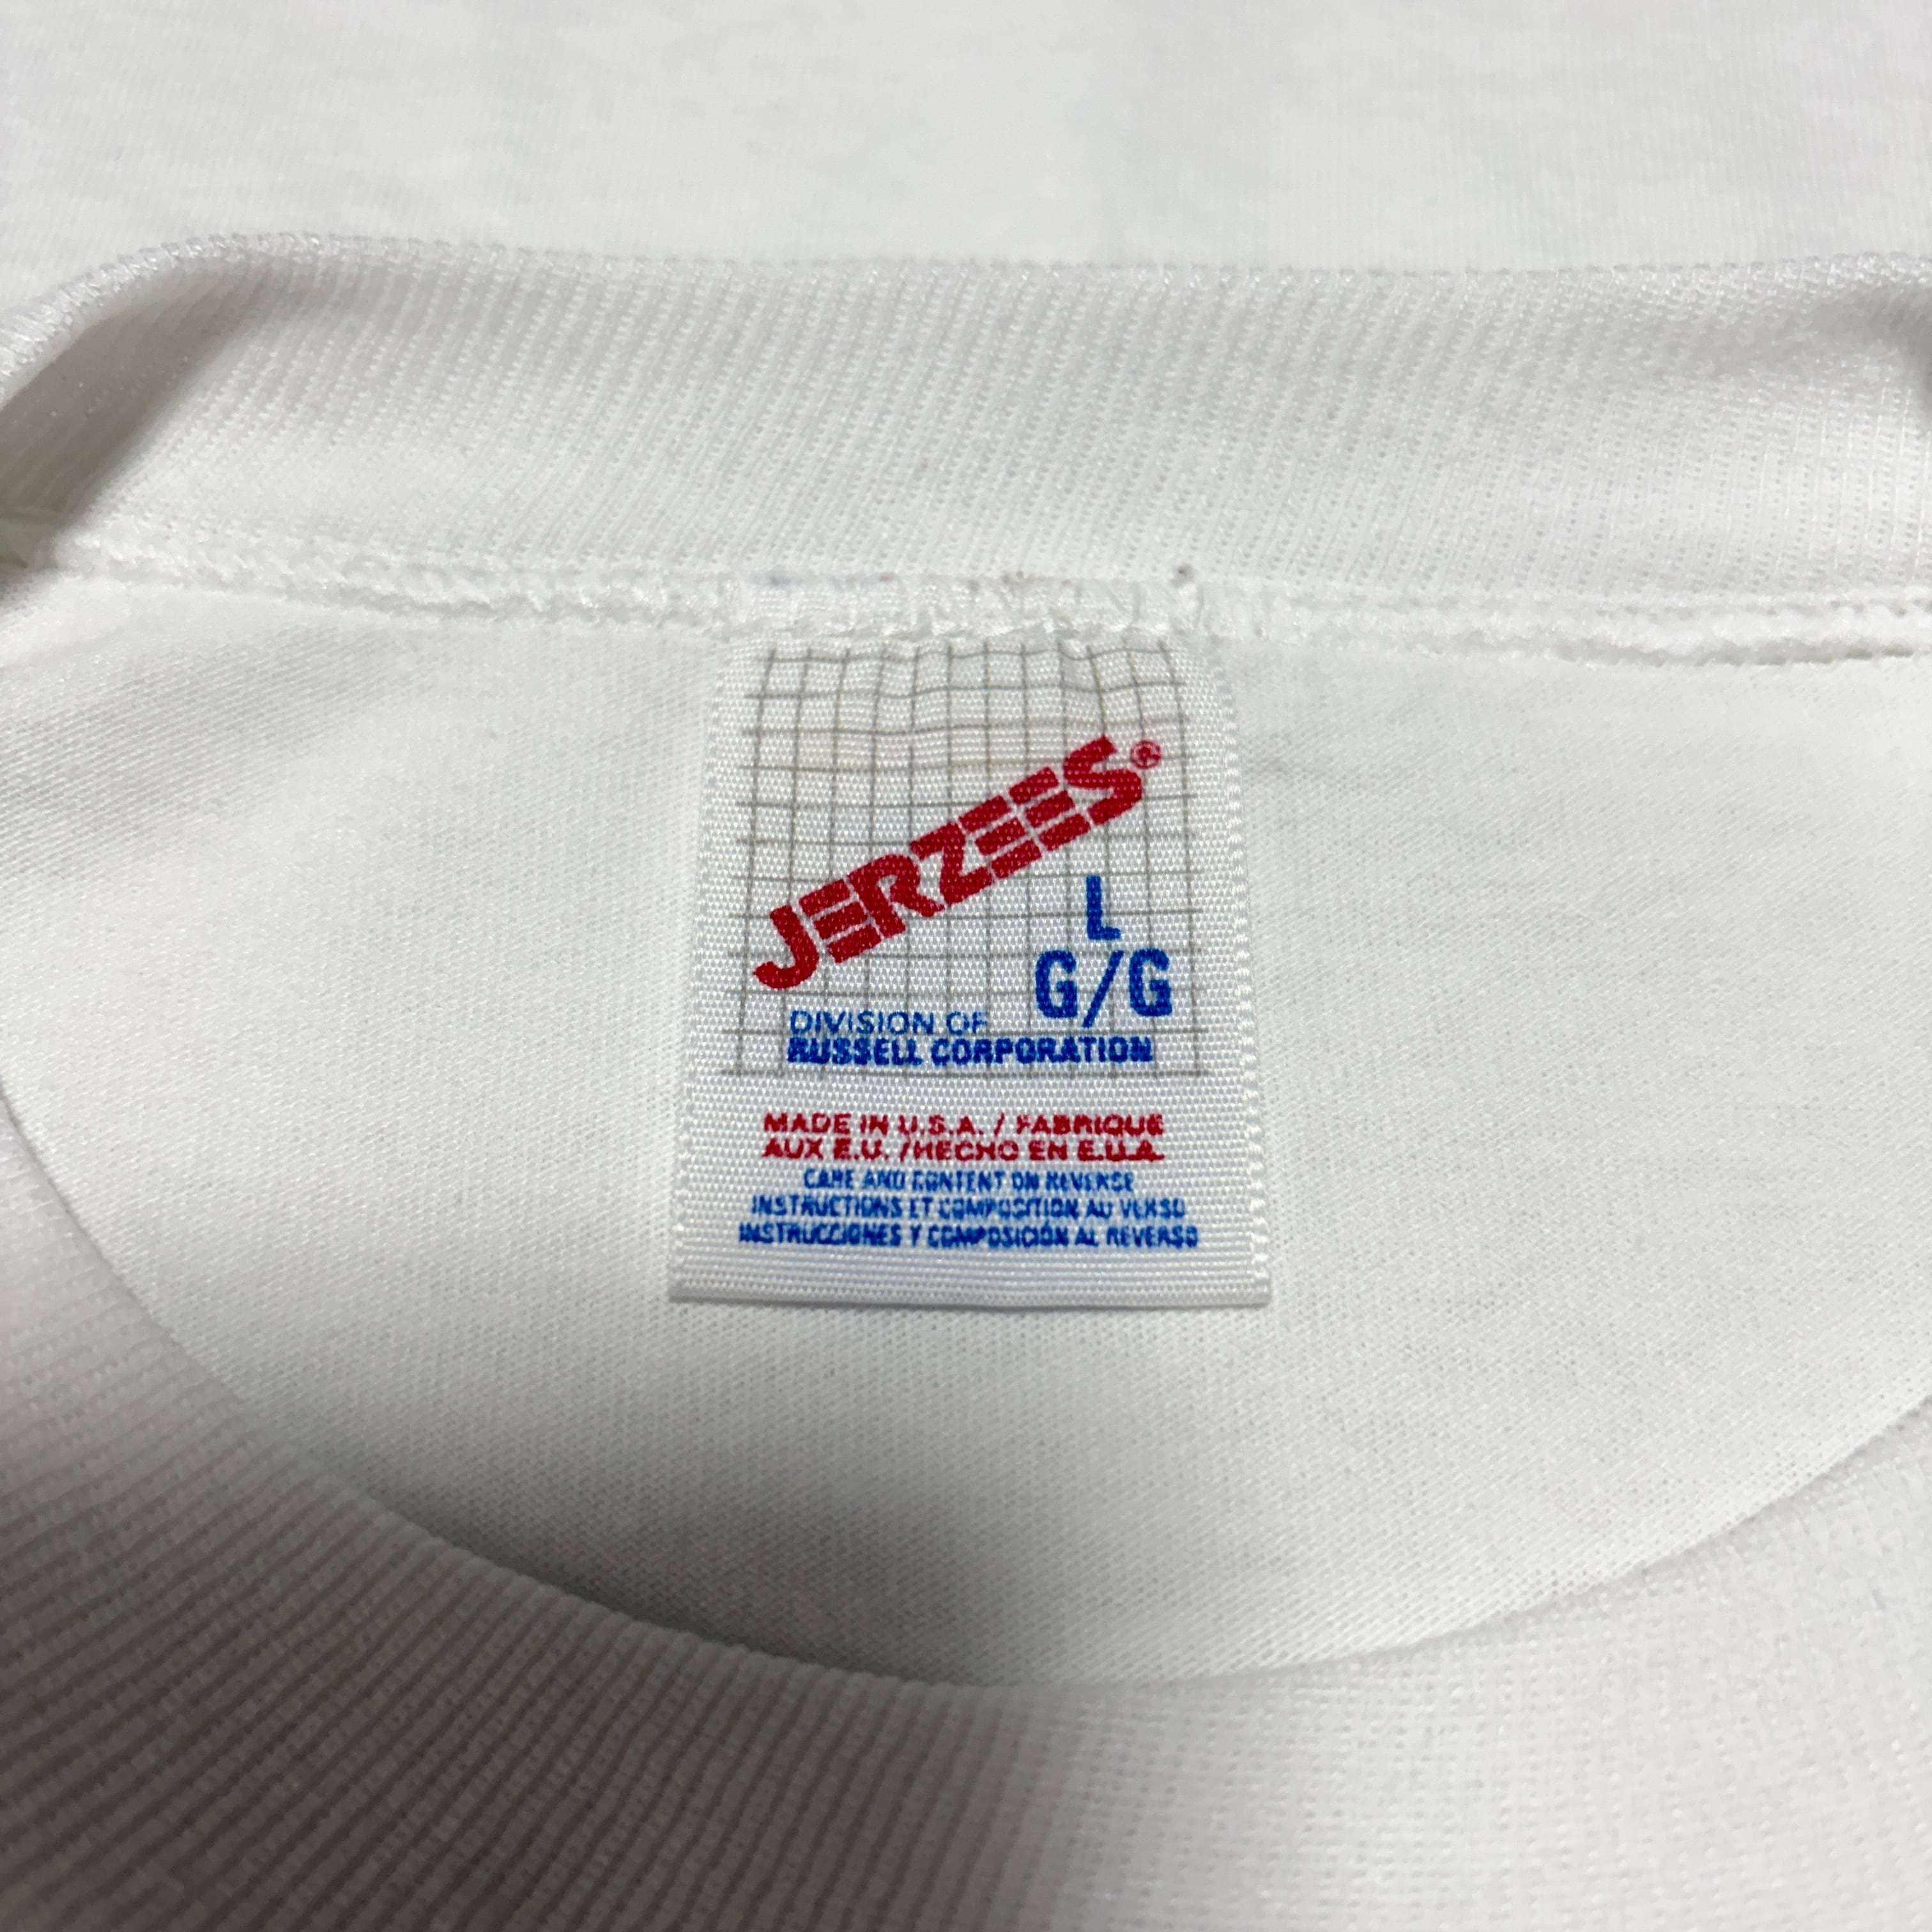 JERZEES®
L
G/G
DIVISION OF
RUSSELL CORPORATION
MADE IN U.S.A. / FABRIQUE
AUX E.U. /HECHO EN E.U.A.
CARE AND CONTENT ON REVERSE
INSTRUCTIONS ET COMPOSITION AU VERSO
INSTRUCCIONES Y COMPOSICIÓN AL REVERSO